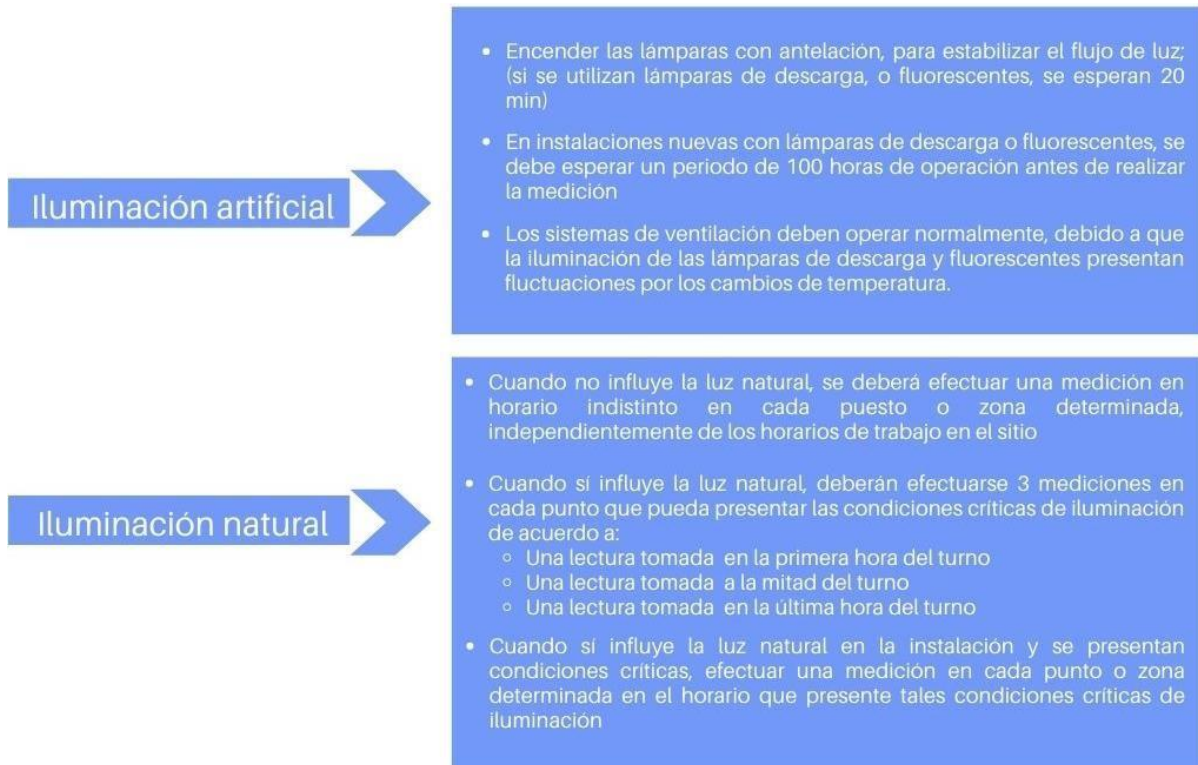 Iluminación artificial
• Encender las lámparas con antelación, para estabilizar el flujo de luz;
(si se utilizan lámparas de descarga, o fluorescentes, se esperan 20
min)
• En instalaciones nuevas con lámparas de descarga o fluorescentes, se
debe esperar un periodo de 100 horas de operación antes de realizar
la medición
• Los sistemas de ventilación deben operar normalmente, debido a que
la iluminación de las lámparas de descarga y fluorescentes presentan
fluctuaciones por los cambios de temperatura.
Iluminación natural
• Cuando no influye la luz natural, se deberá efectuar una medición en
horario indistinto en cada puesto o zona determinada,
independientemente de los horarios de trabajo en el sitio
• Cuando sí influye la luz natural, deberán efectuarse 3 mediciones en
cada punto que pueda presentar las condiciones críticas de iluminación
de acuerdo a:
○ Una lectura tomada en la primera hora del turno
○ Una lectura tomada a la mitad del turno
○ Una lectura tomada en la última hora del turno
• Cuando sí influye la luz natural en la instalación y se presentan
condiciones críticas, efectuar una medición en cada punto o zona
determinada en el horario que presente tales condiciones críticas de
iluminación